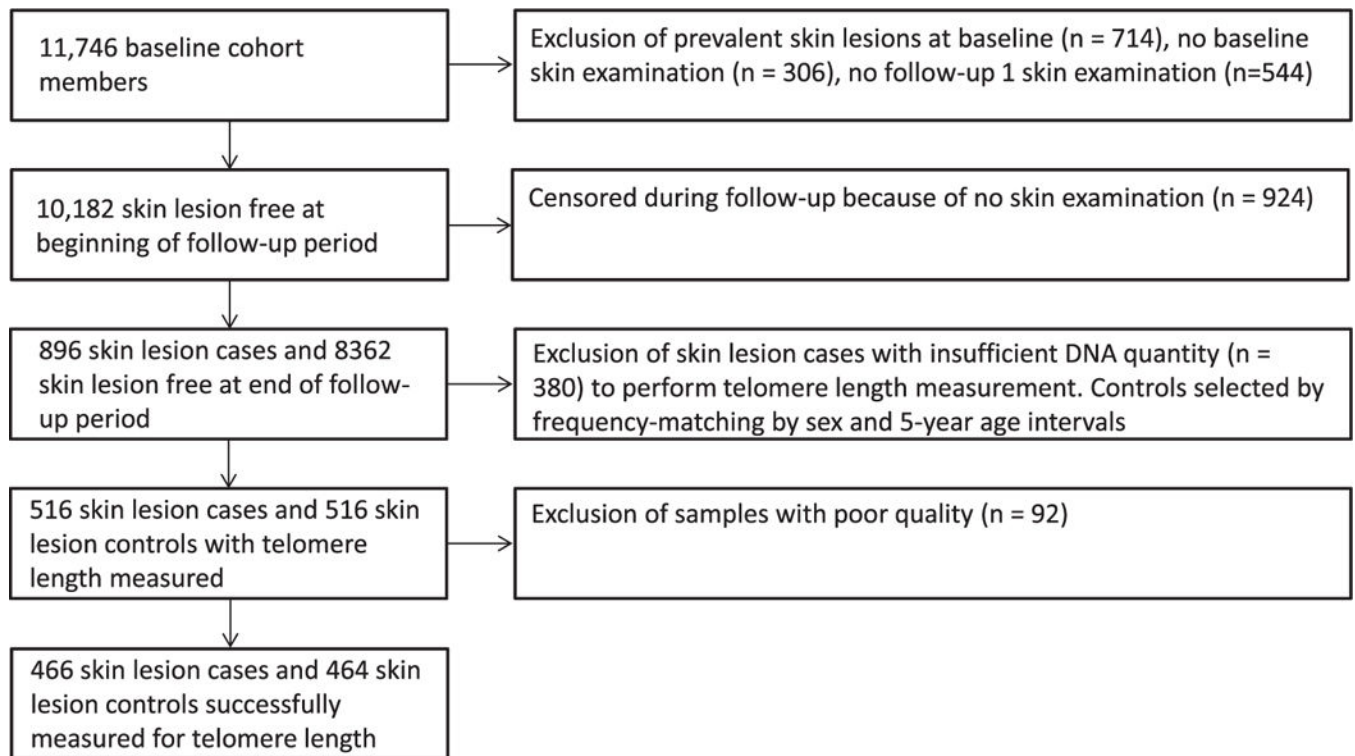 11,746 baseline cohort
members
Exclusion of prevalent skin lesions at baseline (n = 714), no baseline
skin examination (n = 306), no follow-up 1 skin examination (n=544)
10,182 skin lesion free at
beginning of follow-up period
Censored during follow-up because of no skin examination (n = 924)
896 skin lesion cases and 8362
skin lesion free at end of follow-
up period
Exclusion of skin lesion cases with insufficient DNA quantity (n =
380) to perform telomere length measurement. Controls selected by
frequency-matching by sex and 5-year age intervals
516 skin lesion cases and 516 skin
lesion controls with telomere
length measured
Exclusion of samples with poor quality (n = 92)
466 skin lesion cases and 464 skin
lesion controls successfully
measured for telomere length